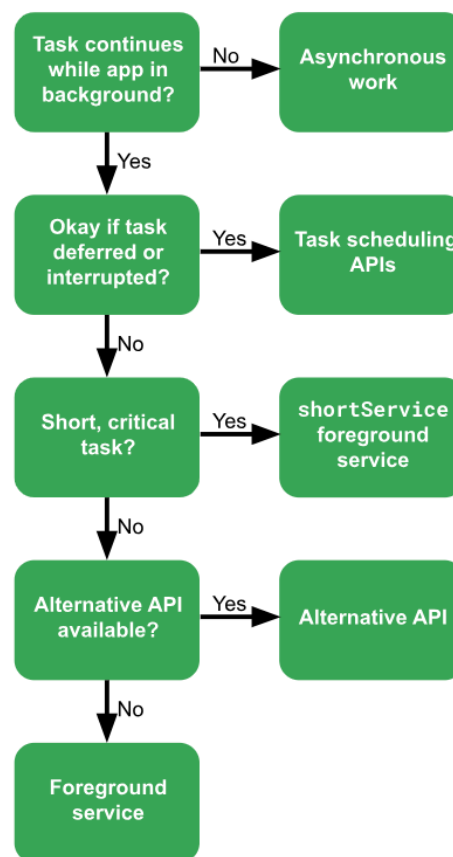 Task continues
while app in
background?
No
Asynchronous
work
Yes
Okay if task
deferred or
interrupted?
Yes
Task scheduling
APIs
No
Short, critical
task?
Yes
shortService
foreground
service
No
Alternative API
available?
Yes
Alternative API
No
Foreground
service